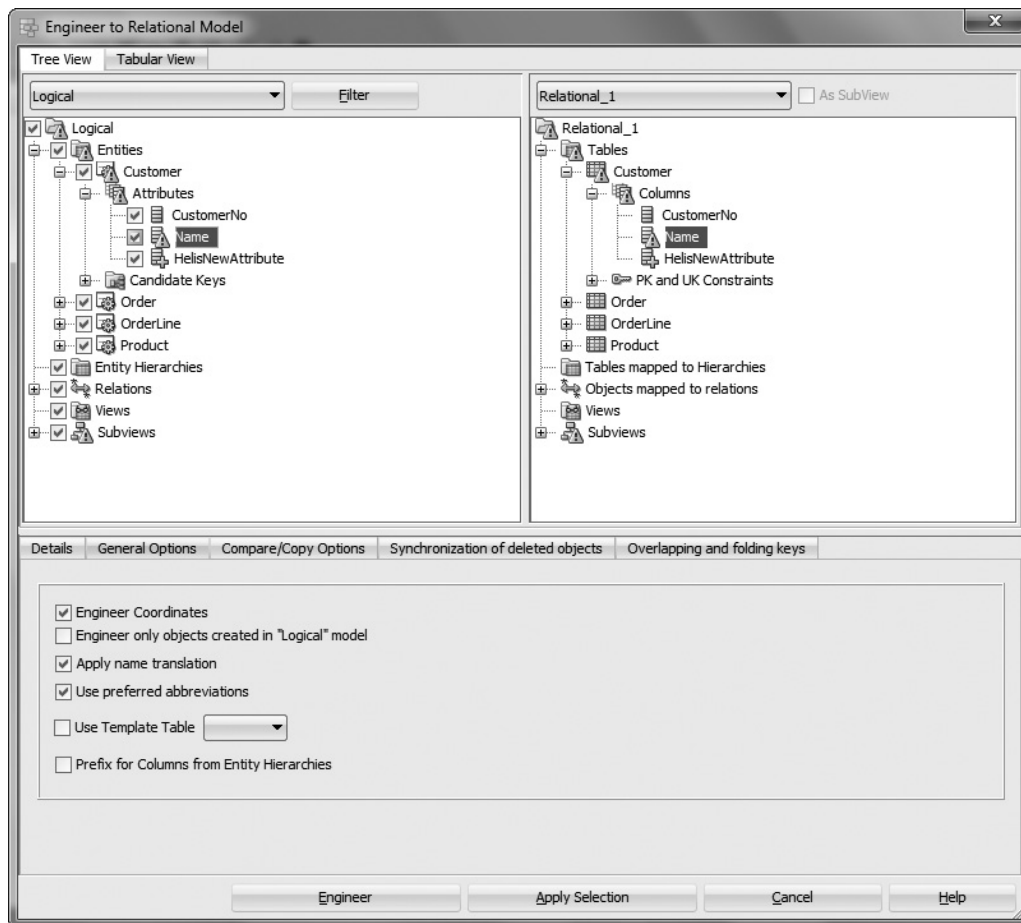 Engineer to Relational Model
x
Tree View Tabular View
Logical Filter Relational_1 As SubView
Logical
Entities
Customer
Attributes
CustomerNo
Name
HelisNewAttribute
Candidate Keys
Order
OrderLine
Product
Entity Hierarchies
Relations
Views
Subviews
Relational_1
Tables
Customer
Columns
CustomerNo
Name
HelisNewAttribute
PK and UK Constraints
Order
OrderLine
Product
Tables mapped to Hierarchies
Objects mapped to relations
Views
Subviews
Details General Options Compare/Copy Options Synchronization of deleted objects Overlapping and folding keys
Engineer Coordinates
Engineer only objects created in "Logical" model
Apply name translation
Use preferred abbreviations
Use Template Table
Prefix for Columns from Entity Hierarchies
Engineer Apply Selection Cancel Help